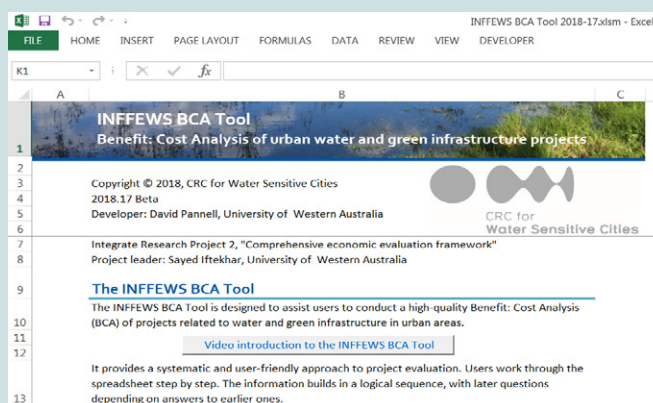 INFFEWS BCA Tool 2018-17.xlsm - Excel
FILE HOME INSERT PAGE LAYOUT FORMULAS DATA REVIEW VIEW DEVELOPER
K1 fx
A B C
1 INFFEWS BCA Tool
Benefit: Cost Analysis of urban water and green infrastructure projects
2
3 Copyright © 2018, CRC for Water Sensitive Cities
4 2018.17 Beta
5 Developer: David Pannell, University of Western Australia
CRC for
6 Water Sensitive Cities
7 Integrate Research Project 2, "Comprehensive economic evaluation framework"
8 Project leader: Sayed Iftekhar, University of Western Australia
9 The INFFEWS BCA Tool
The INFFEWS BCA Tool is designed to assist users to conduct a high-quality Benefit: Cost Analysis
10 (BCA) of projects related to water and green infrastructure in urban areas.
11
12 Video introduction to the INFFEWS BCA Tool
It provides a systematic and user-friendly approach to project evaluation. Users work through the
spreadsheet step by step. The information builds in a logical sequence, with later questions
13 depending on answers to earlier ones.